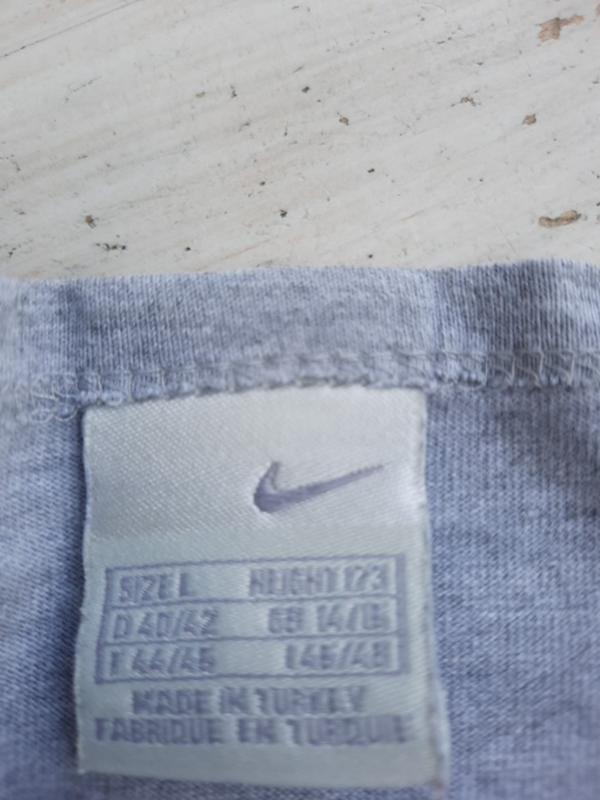 SIZE L HEIGHT 173
D 40/42 GB 14/16
F 44/46 I 46/48
MADE IN TURKEY
FABRIQUE EN TURQUIE